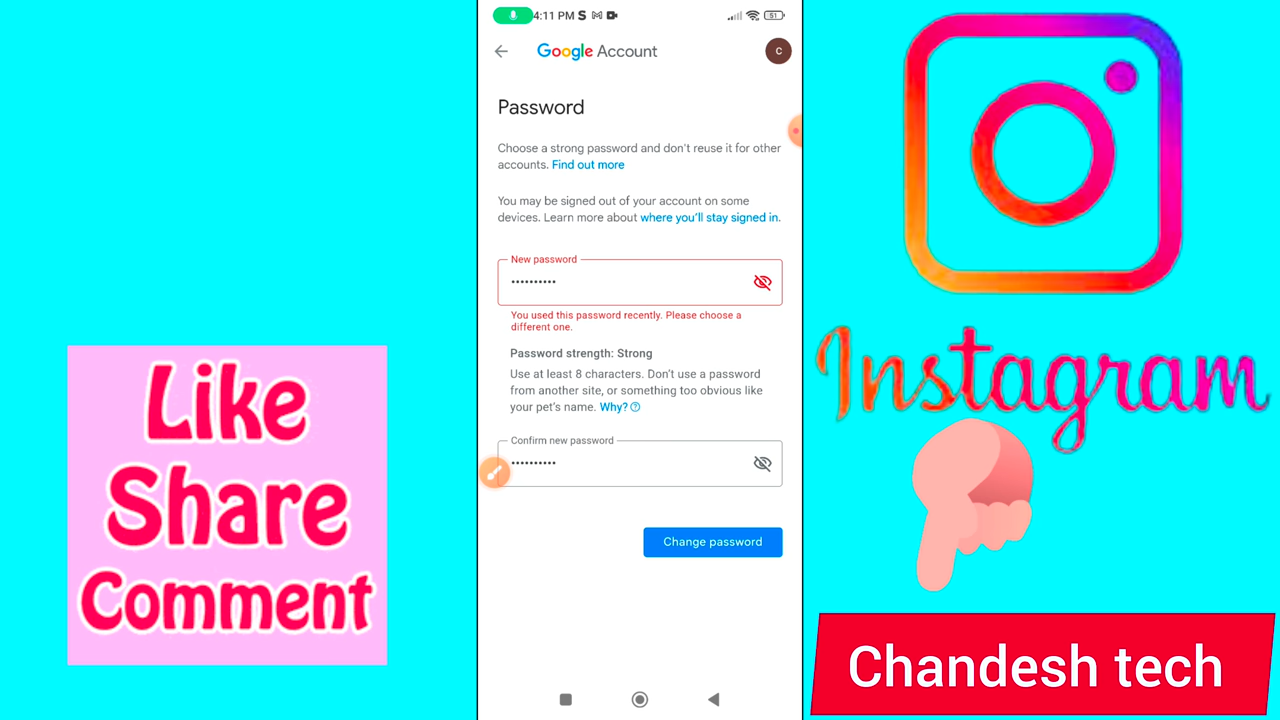 Like
Share
Comment
4:11 PM S
51
Google Account
C
Password
Choose a strong password and don't reuse it for other
accounts. Find out more
You may be signed out of your account on some
devices. Learn more about where you'll stay signed in.
New password
••••••••••
You used this password recently. Please choose a
different one.
Password strength: Strong
Use at least 8 characters. Don't use a password
from another site, or something too obvious like
your pet's name. Why?
Confirm new password
••••••••••
Change password
Instagram
Chandesh tech